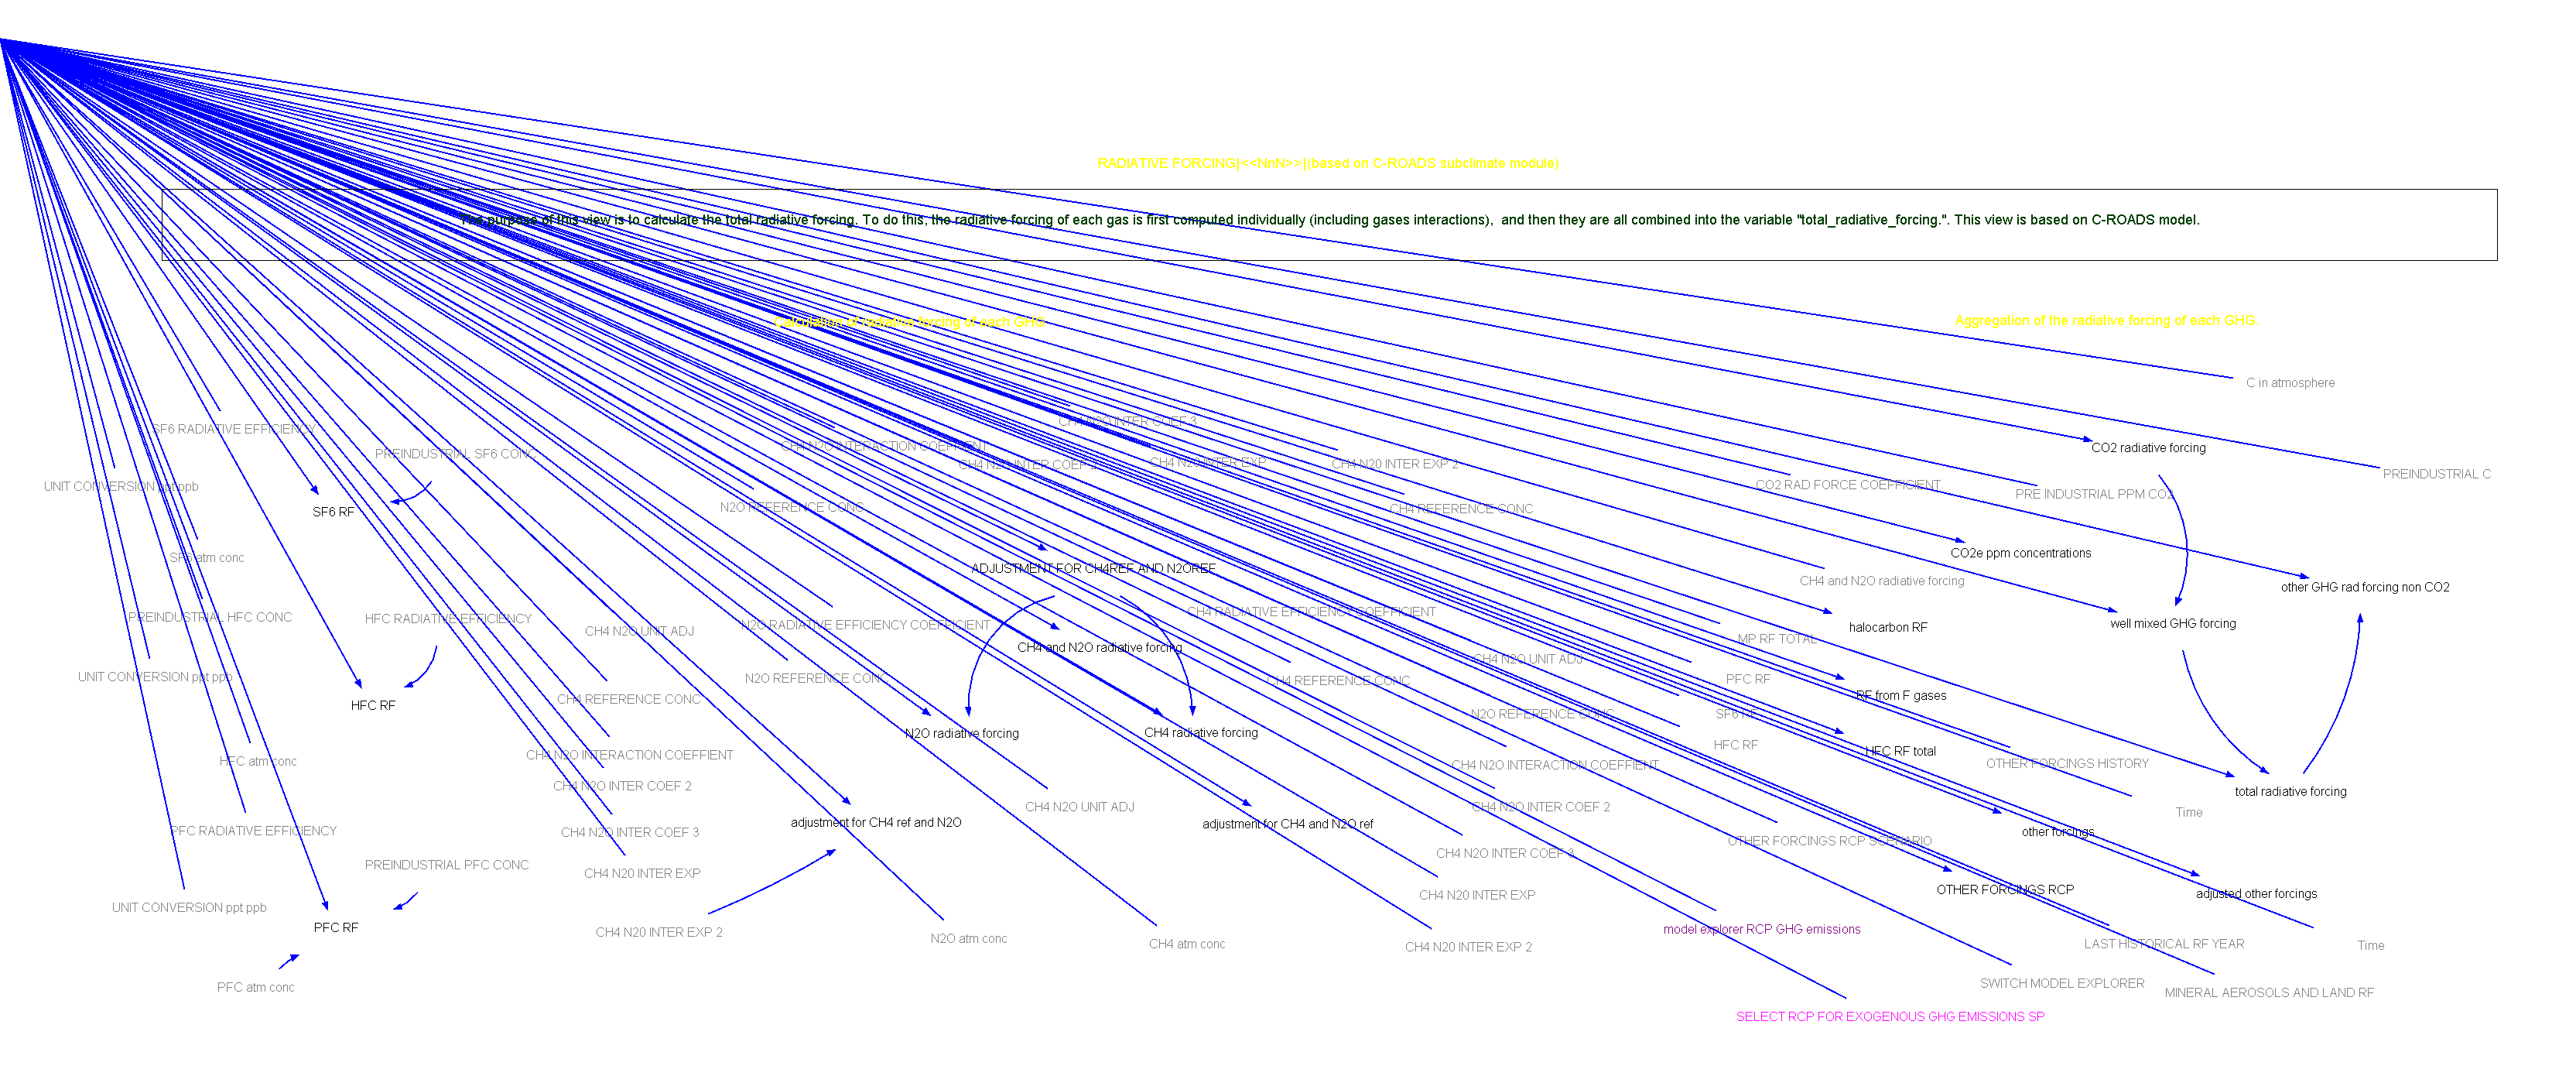 RADIATIVE FORCING|<<NnN>>|(based on C-ROADS subclimate module)
The purpose of this view is to calculate the total radiative forcing. To do this, the radiative forcing of each gas is first computed individually (including gases interactions),  and then they are all combined into the variable "total_radiative_forcing.". This view is based on C-ROADS model.
Calculation of radiative forcing of each GHG.
Aggregation of the radiative forcing of each GHG.
C in atmosphere
CH4 N2O INTER COEF 3
SF6 RADIATIVE EFFICIENCY
CH4 N2O INTERACTION COEFFIENT
CO2 radiative forcing
PREINDUSTRIAL SF6 CONC
CH4 N2O INTER COEF 2
CH4 N20 INTER EXP
CH4 N20 INTER EXP 2
PREINDUSTRIAL C
UNIT CONVERSION ppt ppb
CO2 RAD FORCE COEFFICIENT
PRE INDUSTRIAL PPM CO2
N2O REFERENCE CONC
CH4 REFERENCE CONC
SF6 RF
SF6 atm conc
CO2e ppm concentrations
ADJUSTMENT FOR CH4REF AND N2OREF
CH4 and N2O radiative forcing
other GHG rad forcing non CO2
PREINDUSTRIAL HFC CONC
HFC RADIATIVE EFFICIENCY
CH4 N2O UNIT ADJ
N2O RADIATIVE EFFICIENCY COEFFICIENT
CH4 RADIATIVE EFFICIENCY COEFFICIENT
halocarbon RF
well mixed GHG forcing
MP RF TOTAL
CH4 and N2O radiative forcing
CH4 N2O UNIT ADJ
UNIT CONVERSION ppt ppb
N2O REFERENCE CONC
CH4 REFERENCE CONC
PFC RF
HFC RF
CH4 REFERENCE CONC
RF from F gases
N2O REFERENCE CONC
SF6 RF
N2O radiative forcing
CH4 radiative forcing
HFC RF
HFC RF total
HFC atm conc
CH4 N2O INTERACTION COEFFIENT
CH4 N2O INTERACTION COEFFIENT
OTHER FORCINGS HISTORY
CH4 N2O INTER COEF 2
total radiative forcing
CH4 N2O UNIT ADJ
CH4 N2O INTER COEF 2
Time
PFC RADIATIVE EFFICIENCY
CH4 N2O INTER COEF 3
adjustment for CH4 ref and N2O
adjustment for CH4 and N2O ref
other forcings
OTHER FORCINGS RCP SCENARIO
CH4 N2O INTER COEF 3
PREINDUSTRIAL PFC CONC
CH4 N20 INTER EXP
CH4 N20 INTER EXP
OTHER FORCINGS RCP
adjusted other forcings
UNIT CONVERSION ppt ppb
PFC RF
CH4 N20 INTER EXP 2
N2O atm conc
CH4 atm conc
CH4 N20 INTER EXP 2
model explorer RCP GHG emissions
LAST HISTORICAL RF YEAR
Time
PFC atm conc
SWITCH MODEL EXPLORER
MINERAL AEROSOLS AND LAND RF
SELECT RCP FOR EXOGENOUS GHG EMISSIONS SP